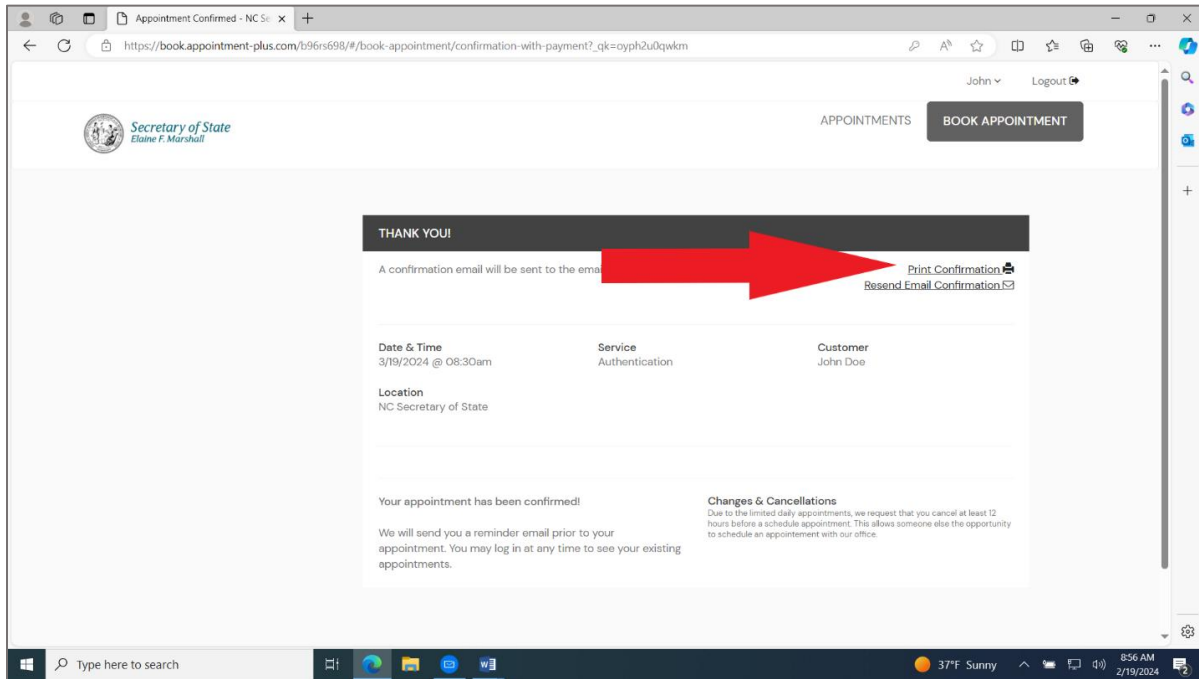 Appointment Confirmed - NC Se
https://book.appointment-plus.com/b96rs698/#/book-appointment/confirmation-with-payment?_qk=oyph2u0qwkm
John
Logout
Secretary of State
Elaine F. Marshall
APPOINTMENTS
BOOK APPOINTMENT
THANK YOU!
A confirmation email will be sent to the emai
Print Confirmation
Resend Email Confirmation
Date & Time
3/19/2024 @ 08:30am
Service
Authentication
Customer
John Doe
Location
NC Secretary of State
Your appointment has been confirmed!
We will send you a reminder email prior to your
appointment. You may log in at any time to see your existing
appointments.
Changes & Cancellations
Due to the limited daily appointments, we request that you cancel at least 12
hours before a schedule appointment. This allows someone else the opportunity
to schedule an appointement with our office.
Type here to search
37°F Sunny
8:56 AM
2/19/2024